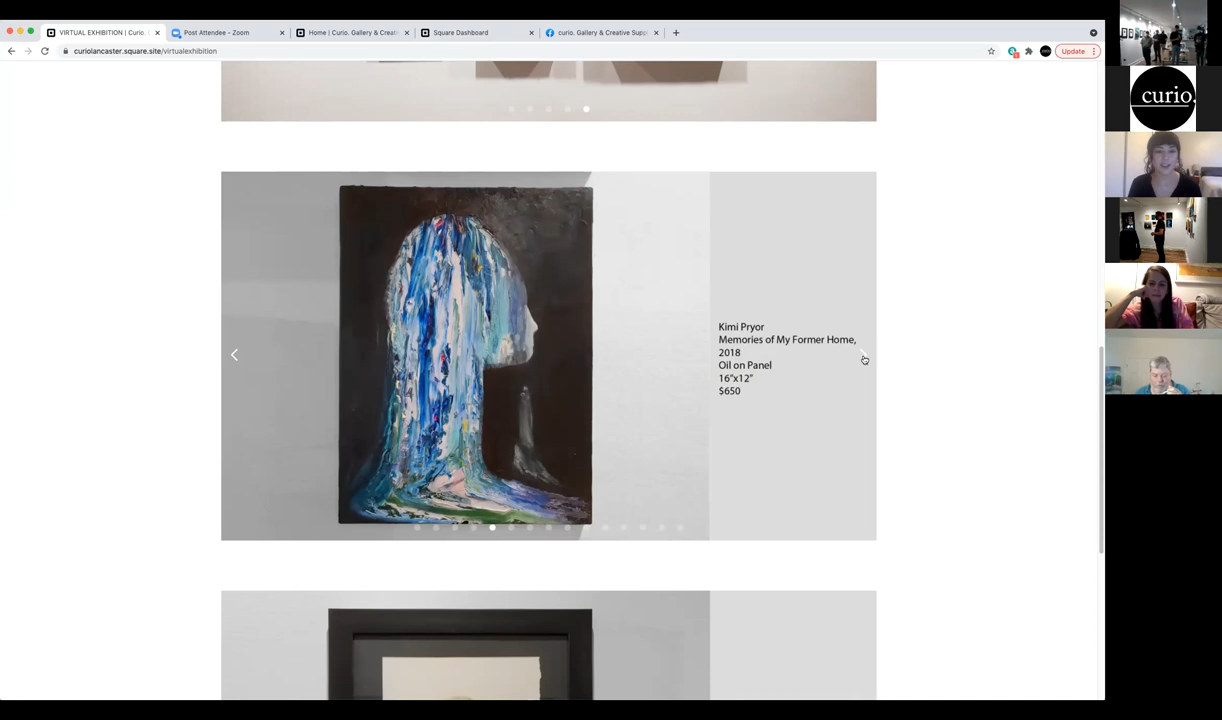 VIRTUAL EXHIBITION | Curio. G
Post Attendee - Zoom
Home | Curio. Gallery & Creati
Square Dashboard
curio. Gallery & Creative Supp
curiolancaster.square.site/virtualexhibition
Update
curio.
Kimi Pryor
Memories of My Former Home,
2018
Oil on Panel
16"x12"
$650